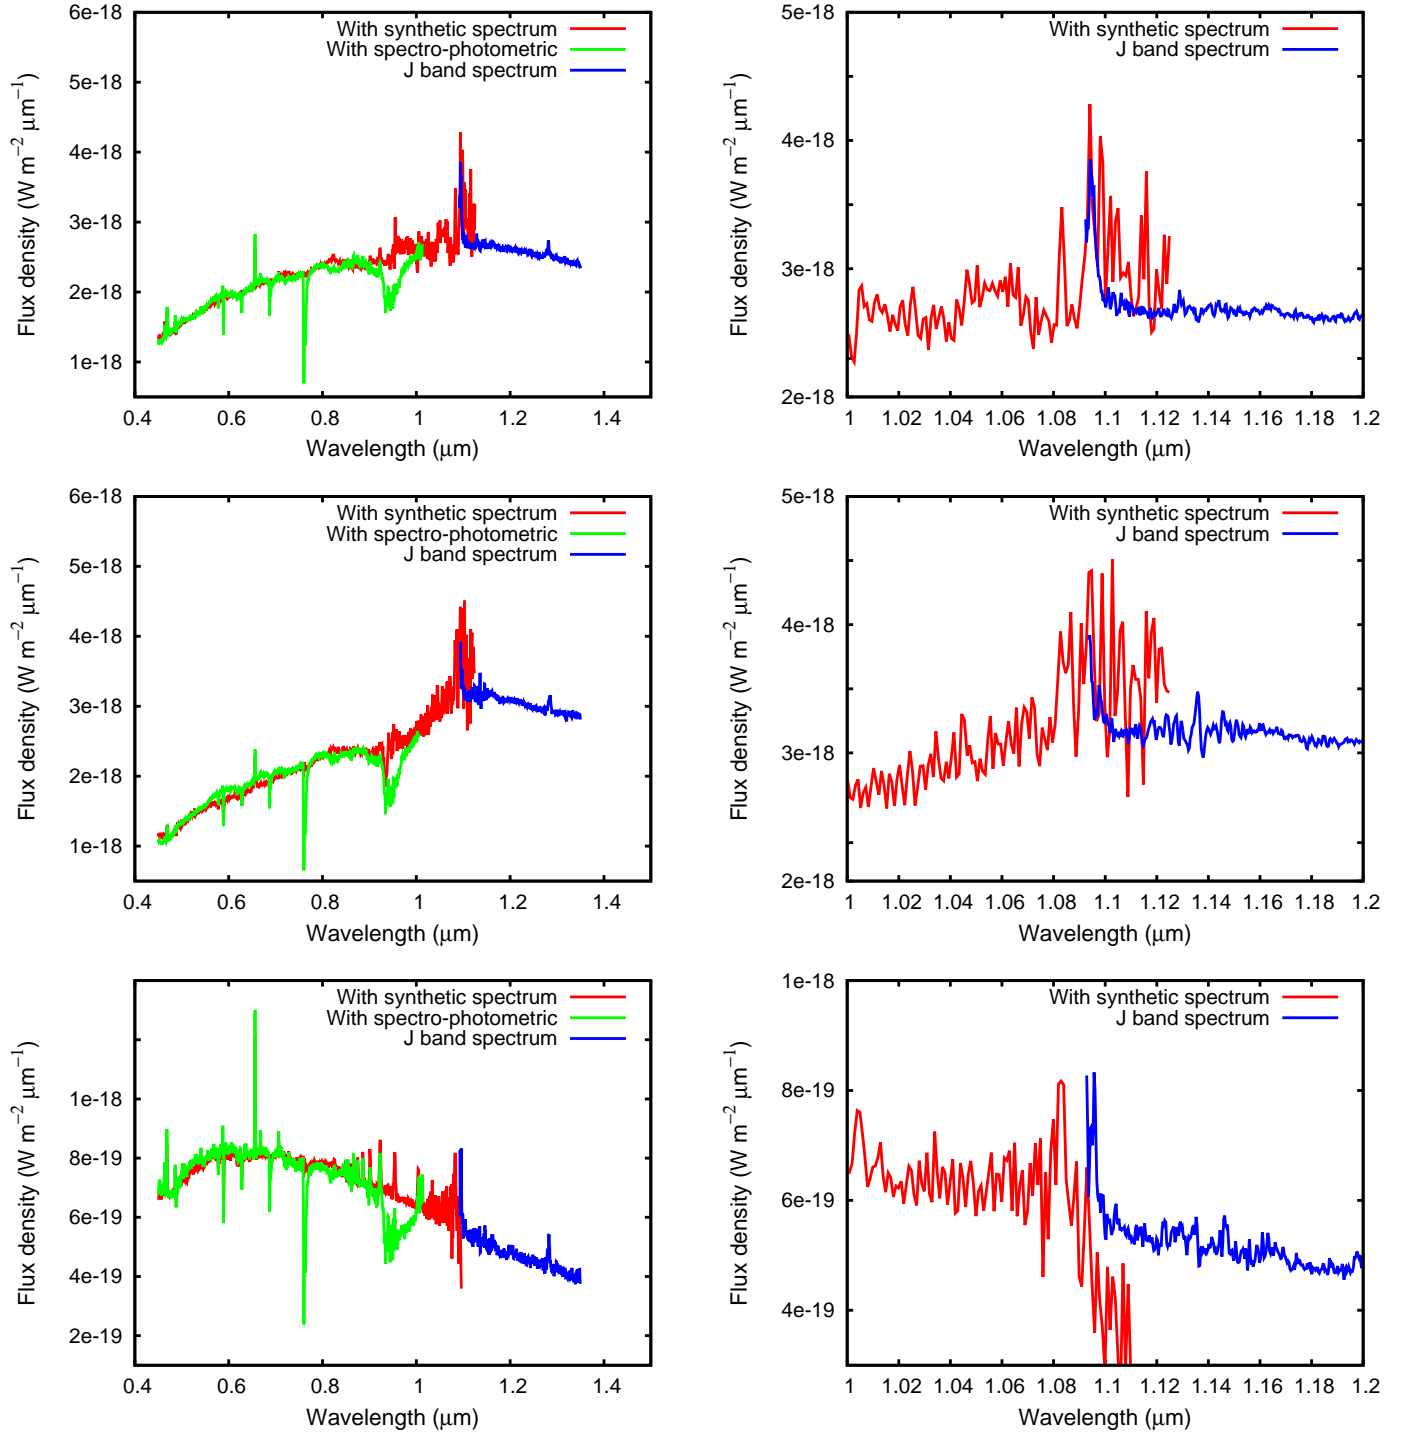 6e-18
5e-18
4e-18
3e-18
2e-18
1e-18
Flux density (W m−2 μm−1)
With synthetic spectrum
With spectro-photometric
J band spectrum
0.4 0.6 0.8 1 1.2 1.4
Wavelength (μm)
5e-18
4e-18
3e-18
2e-18
Flux density (W m−2 μm−1)
With synthetic spectrum
J band spectrum
1 1.02 1.04 1.06 1.08 1.1 1.12 1.14 1.16 1.18 1.2
Wavelength (μm)
6e-18
5e-18
4e-18
3e-18
2e-18
1e-18
Flux density (W m−2 μm−1)
With synthetic spectrum
With spectro-photometric
J band spectrum
0.4 0.6 0.8 1 1.2 1.4
Wavelength (μm)
5e-18
4e-18
3e-18
2e-18
Flux density (W m−2 μm−1)
With synthetic spectrum
J band spectrum
1 1.02 1.04 1.06 1.08 1.1 1.12 1.14 1.16 1.18 1.2
Wavelength (μm)
1e-18
8e-19
6e-19
4e-19
2e-19
Flux density (W m−2 μm−1)
With synthetic spectrum
With spectro-photometric
J band spectrum
0.4 0.6 0.8 1 1.2 1.4
Wavelength (μm)
1e-18
8e-19
6e-19
4e-19
Flux density (W m−2 μm−1)
With synthetic spectrum
J band spectrum
1 1.02 1.04 1.06 1.08 1.1 1.12 1.14 1.16 1.18 1.2
Wavelength (μm)